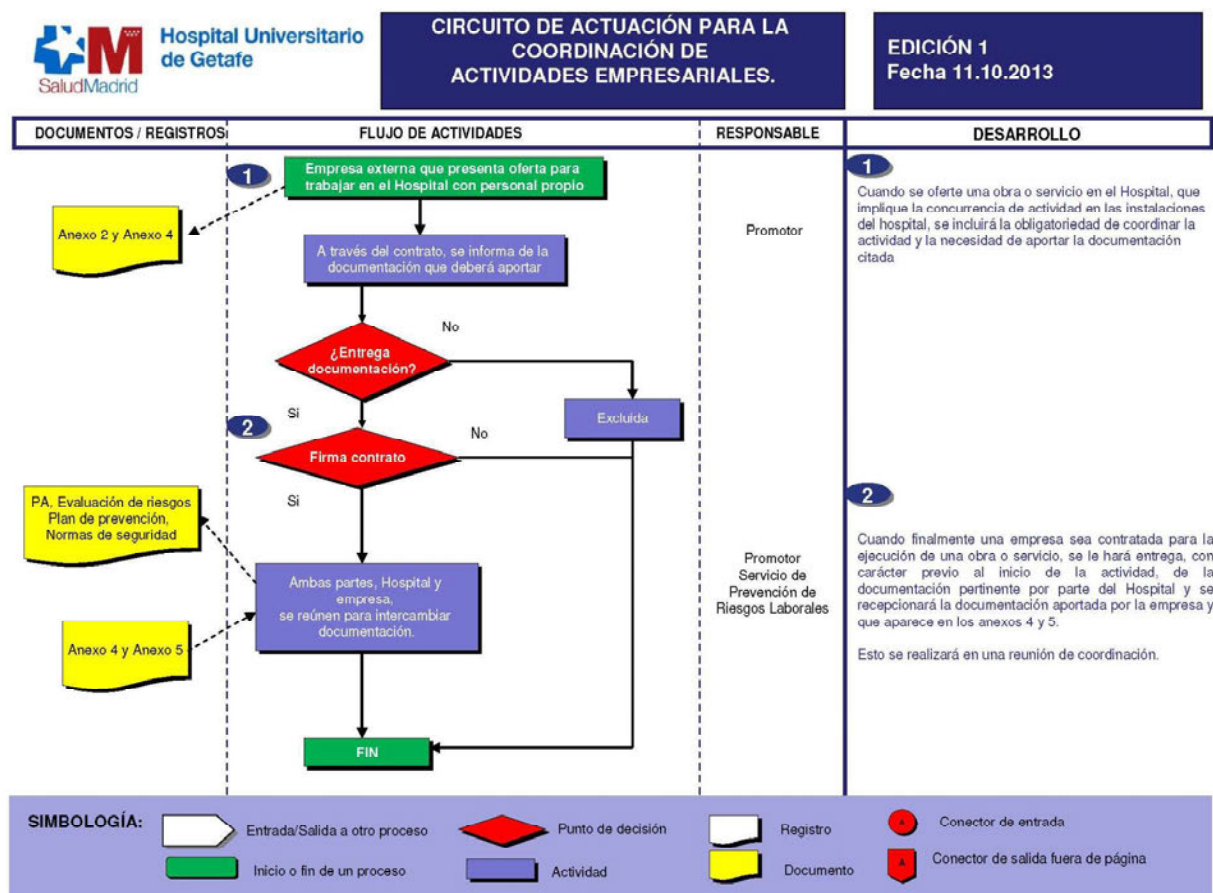 Hospital Universitario
de Getafe
SaludMadrid
CIRCUITO DE ACTUACIÓN PARA LA
COORDINACIÓN DE
ACTIVIDADES EMPRESARIALES.
EDICIÓN 1
Fecha 11.10.2013
DOCUMENTOS / REGISTROS
FLUJO DE ACTIVIDADES
RESPONSABLE
DESARROLLO
1
Empresa externa que presenta oferta para
trabajar en el Hospital con personal propio
Anexo 2 y Anexo 4
A través del contrato, se informa de la
documentación que deberá aportar
Promotor
1
Cuando se oferte una obra o servicio en el Hospital, que
implique la concurrencia de actividad en las instalaciones
del hospital, se incluirá la obligatoriedad de coordinar la
actividad y la necesidad de aportar la documentación
citada
¿Entrega
documentación?
No
Si
Excluída
2
Firma contrato
No
Si
PA, Evaluación de riesgos
Plan de prevención,
Normas de seguridad
Ambas partes, Hospital y
empresa,
se reúnen para intercambiar
documentación.
Anexo 4 y Anexo 5
Promotor
Servicio de
Prevención de
Riesgos Laborales
2
Cuando finalmente una empresa sea contratada para la
ejecución de una obra o servicio, se le hará entrega, con
carácter previo al inicio de la actividad, de la
documentación pertinente por parte del Hospital y se
recepcionará la documentación aportada por la empresa y
que aparece en los anexos 4 y 5.
Esto se realizará en una reunión de coordinación.
FIN
SIMBOLOGÍA:
Entrada/Salida a otro proceso
Punto de decisión
Registro
A
Conector de entrada
Inicio o fin de un proceso
Actividad
Documento
A
Conector de salida fuera de página